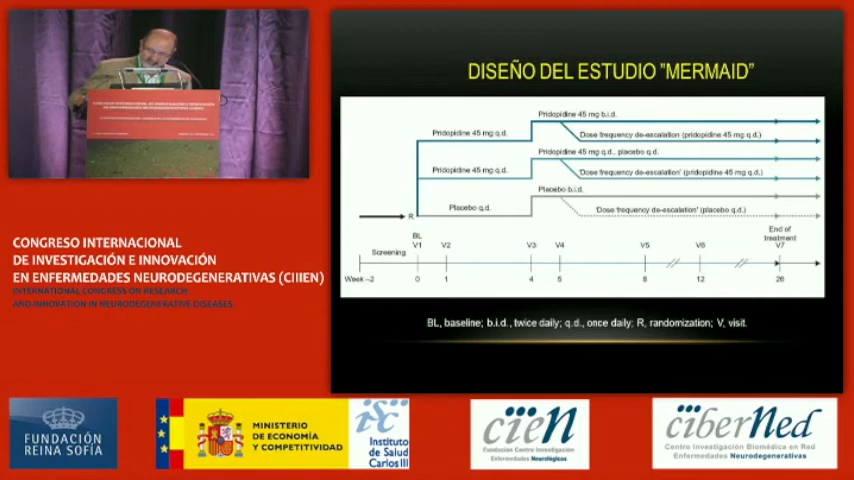 DISEÑO DEL ESTUDIO "MERMAID"
Pridopidine 45 mg b.i.d.
Pridopidine 45 mg q.d.
Dose frequency de-escalation (pridopidine 45 mg q.d.)
Pridopidine 45 mg q.d., placebo q.d.
Pridopidine 45 mg q.d.
'Dose frequency de-escalation' (pridopidine 45 mg q.d.)
Placebo b.i.d.
Placebo q.d.
'Dose frequency de-escalation' (placebo q.d.)
R
BL
End of
treatment
V1 V2 V3 V4 V5 V6 V7
Screening
Week –2 0 1 4 5 8 12 26
BL, baseline; b.i.d., twice daily; q.d., once daily; R, randomization; V, visit.
CONGRESO INTERNACIONAL
DE INVESTIGACIÓN E INNOVACIÓN
EN ENFERMEDADES NEURODEGENERATIVAS (CIIIEN)
INTERNATIONAL CONGRESS ON RESEARCH
AND INNOVATION IN NEURODEGENERATIVE DISEASES
FUNDACIÓN
REINA SOFÍA
MINISTERIO
DE ECONOMÍA
Y COMPETITIVIDAD
isc
Instituto
de Salud
Carlos III
cien
Fundación Centro Investigación
Enfermedades Neurológicas
ciberned
Centro Investigación Biomédica en Red
Enfermedades Neurodegenerativas